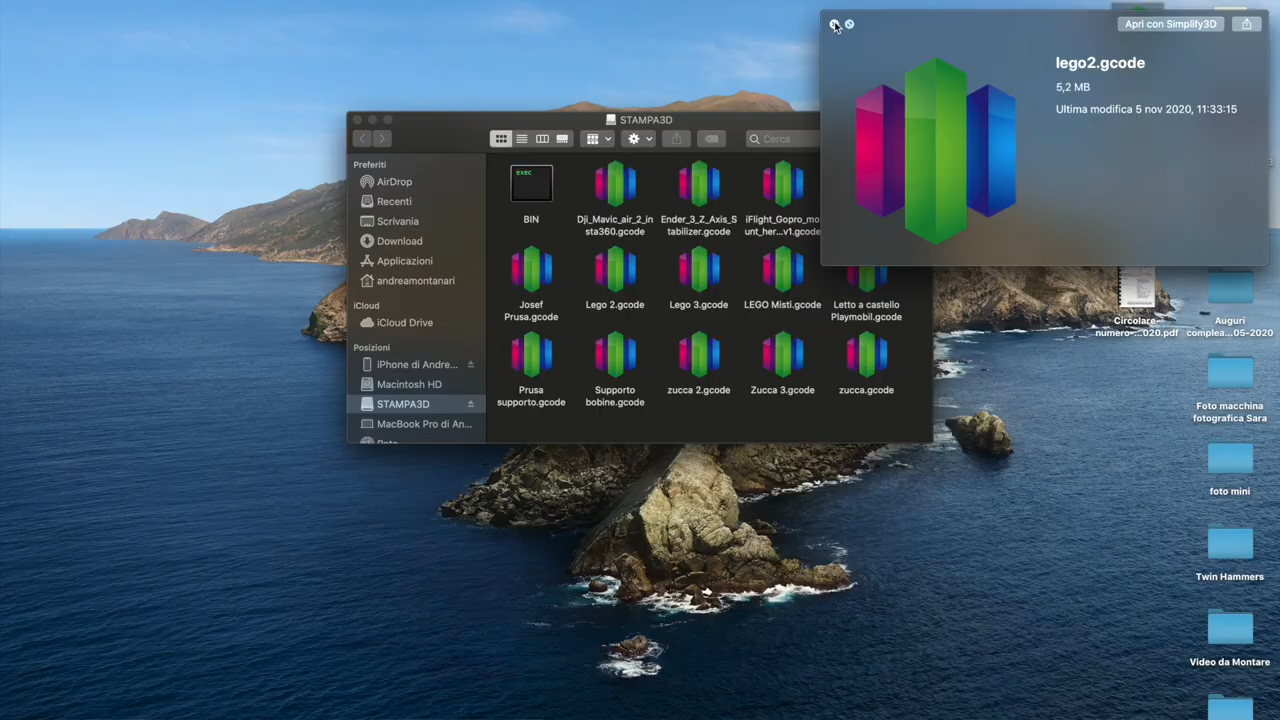 Apri con Simplify3D
lego2.gcode
5,2 MB
Ultima modifica 5 nov 2020, 11:33:15
STAMPA3D
Cerca
Preferiti
AirDrop
Recenti
Scrivania
Download
Applicazioni
andreamontanari
iCloud
iCloud Drive
Posizioni
iPhone di Andre...
Macintosh HD
STAMPA3D
MacBook Pro di An...
exec
BIN
Dji_Mavic_air_2_in
sta360.gcode
Ender_3_Z_Axis_S
tabilizer.gcode
iFlight_Gopro_mo
unt_her...v1.gcode
Josef
Prusa.gcode
Lego 2.gcode
Lego 3.gcode
LEGO Misti.gcode
Letto a castello
Playmobil.gcode
Prusa
supporto.gcode
Supporto
bobine.gcode
zucca 2.gcode
Zucca 3.gcode
zucca.gcode
Circolare-
numero-...020.pdf
Auguri
complea...05-2020
Foto macchina
fotografica Sara
foto mini
Twin Hammers
Video da Montare